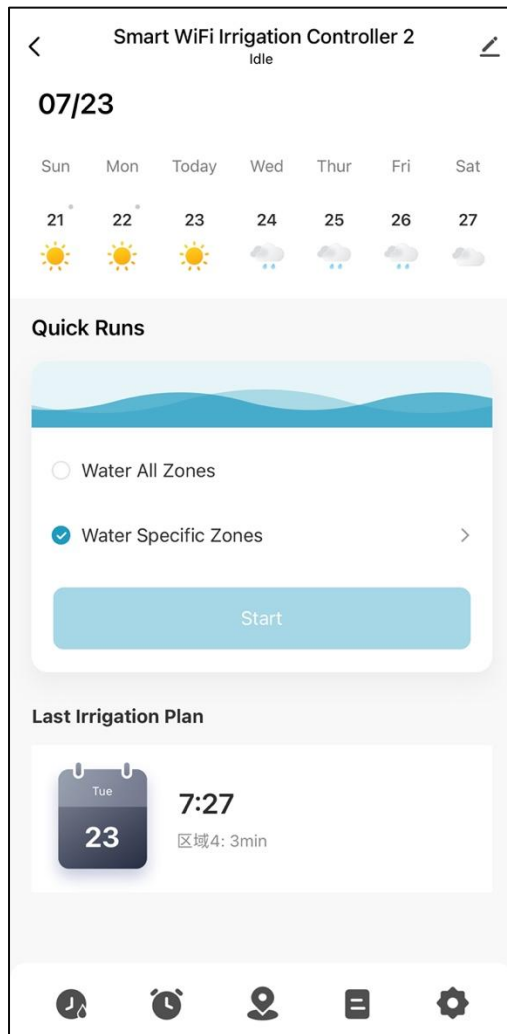 Smart WiFi Irrigation Controller 2
Idle
07/23
Sun Mon Today Wed Thur Fri Sat
21 22 23 24 25 26 27
Quick Runs
Water All Zones
Water Specific Zones
Start
Last Irrigation Plan
Tue
23
7:27
区域4: 3min